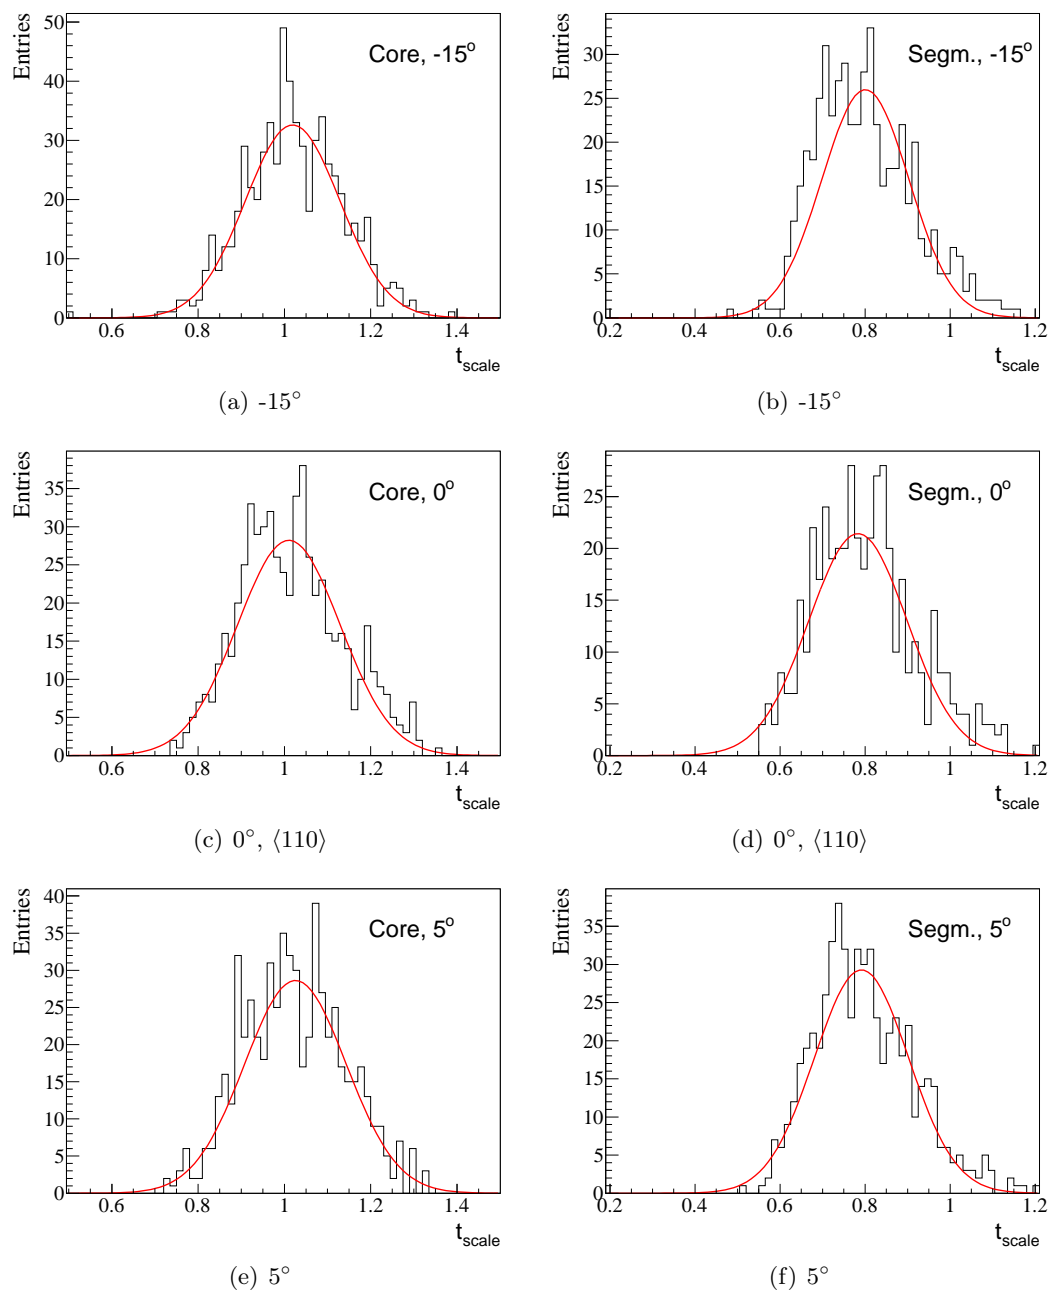 Entries
50
40
30
20
10
0
Core, -15°
0.6 0.8 1 1.2 1.4
t_scale
(a) -15°
Entries
30
25
20
15
10
5
0
Segm., -15°
0.2 0.4 0.6 0.8 1 1.2
t_scale
(b) -15°
Entries
35
30
25
20
15
10
5
0
Core, 0°
0.6 0.8 1 1.2 1.4
t_scale
(c) 0°, ⟨110⟩
Entries
25
20
15
10
5
0
Segm., 0°
0.2 0.4 0.6 0.8 1 1.2
t_scale
(d) 0°, ⟨110⟩
Entries
40
35
30
25
20
15
10
5
0
Core, 5°
0.6 0.8 1 1.2 1.4
t_scale
(e) 5°
Entries
35
30
25
20
15
10
5
0
Segm., 5°
0.2 0.4 0.6 0.8 1 1.2
t_scale
(f) 5°